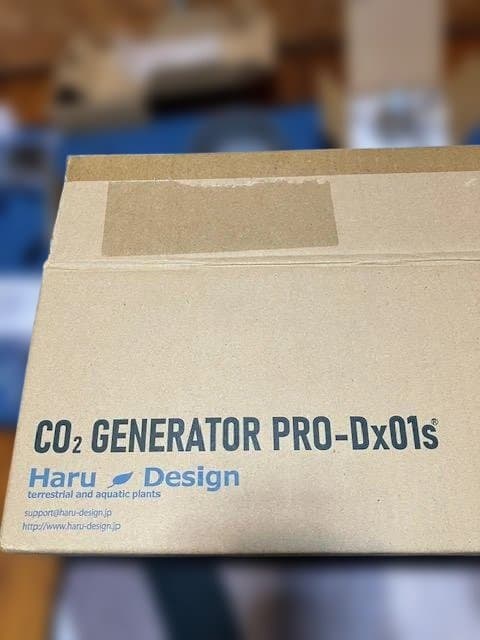 CO₂ GENERATOR PRO-Dx01s®
Haru Design
terrestrial and aquatic plants
support@haru-design.jp
http://www.haru-design.jp